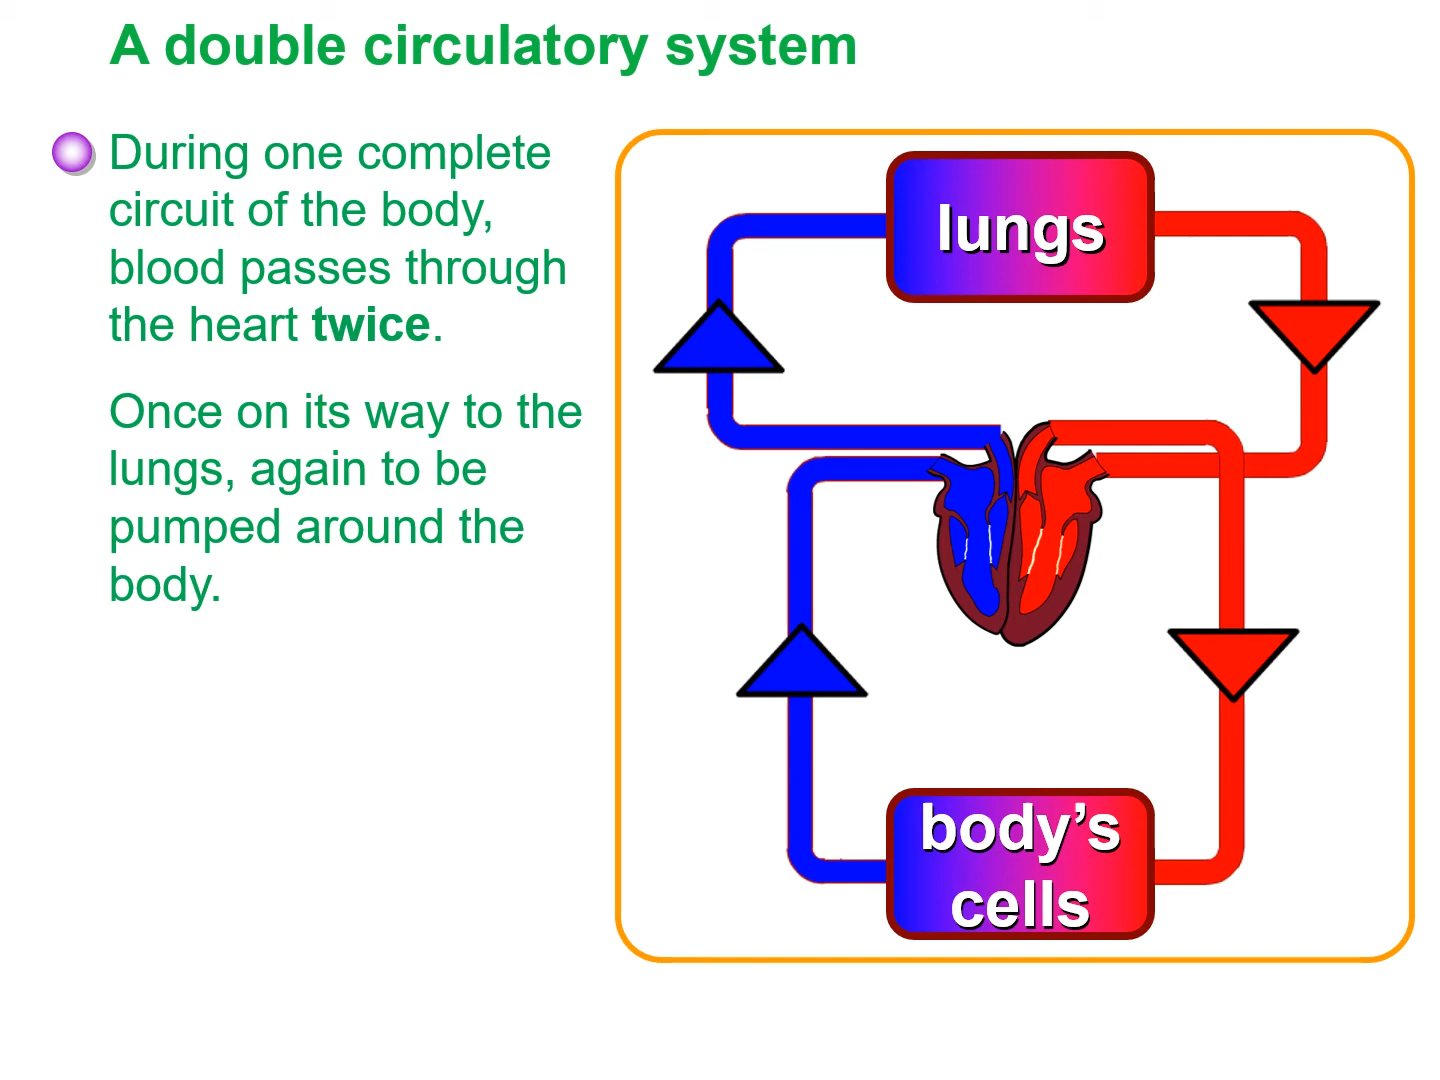 A double circulatory system
During one complete
circuit of the body,
blood passes through
the heart twice.
Once on its way to the
lungs, again to be
pumped around the
body.
lungs
body’s
cells